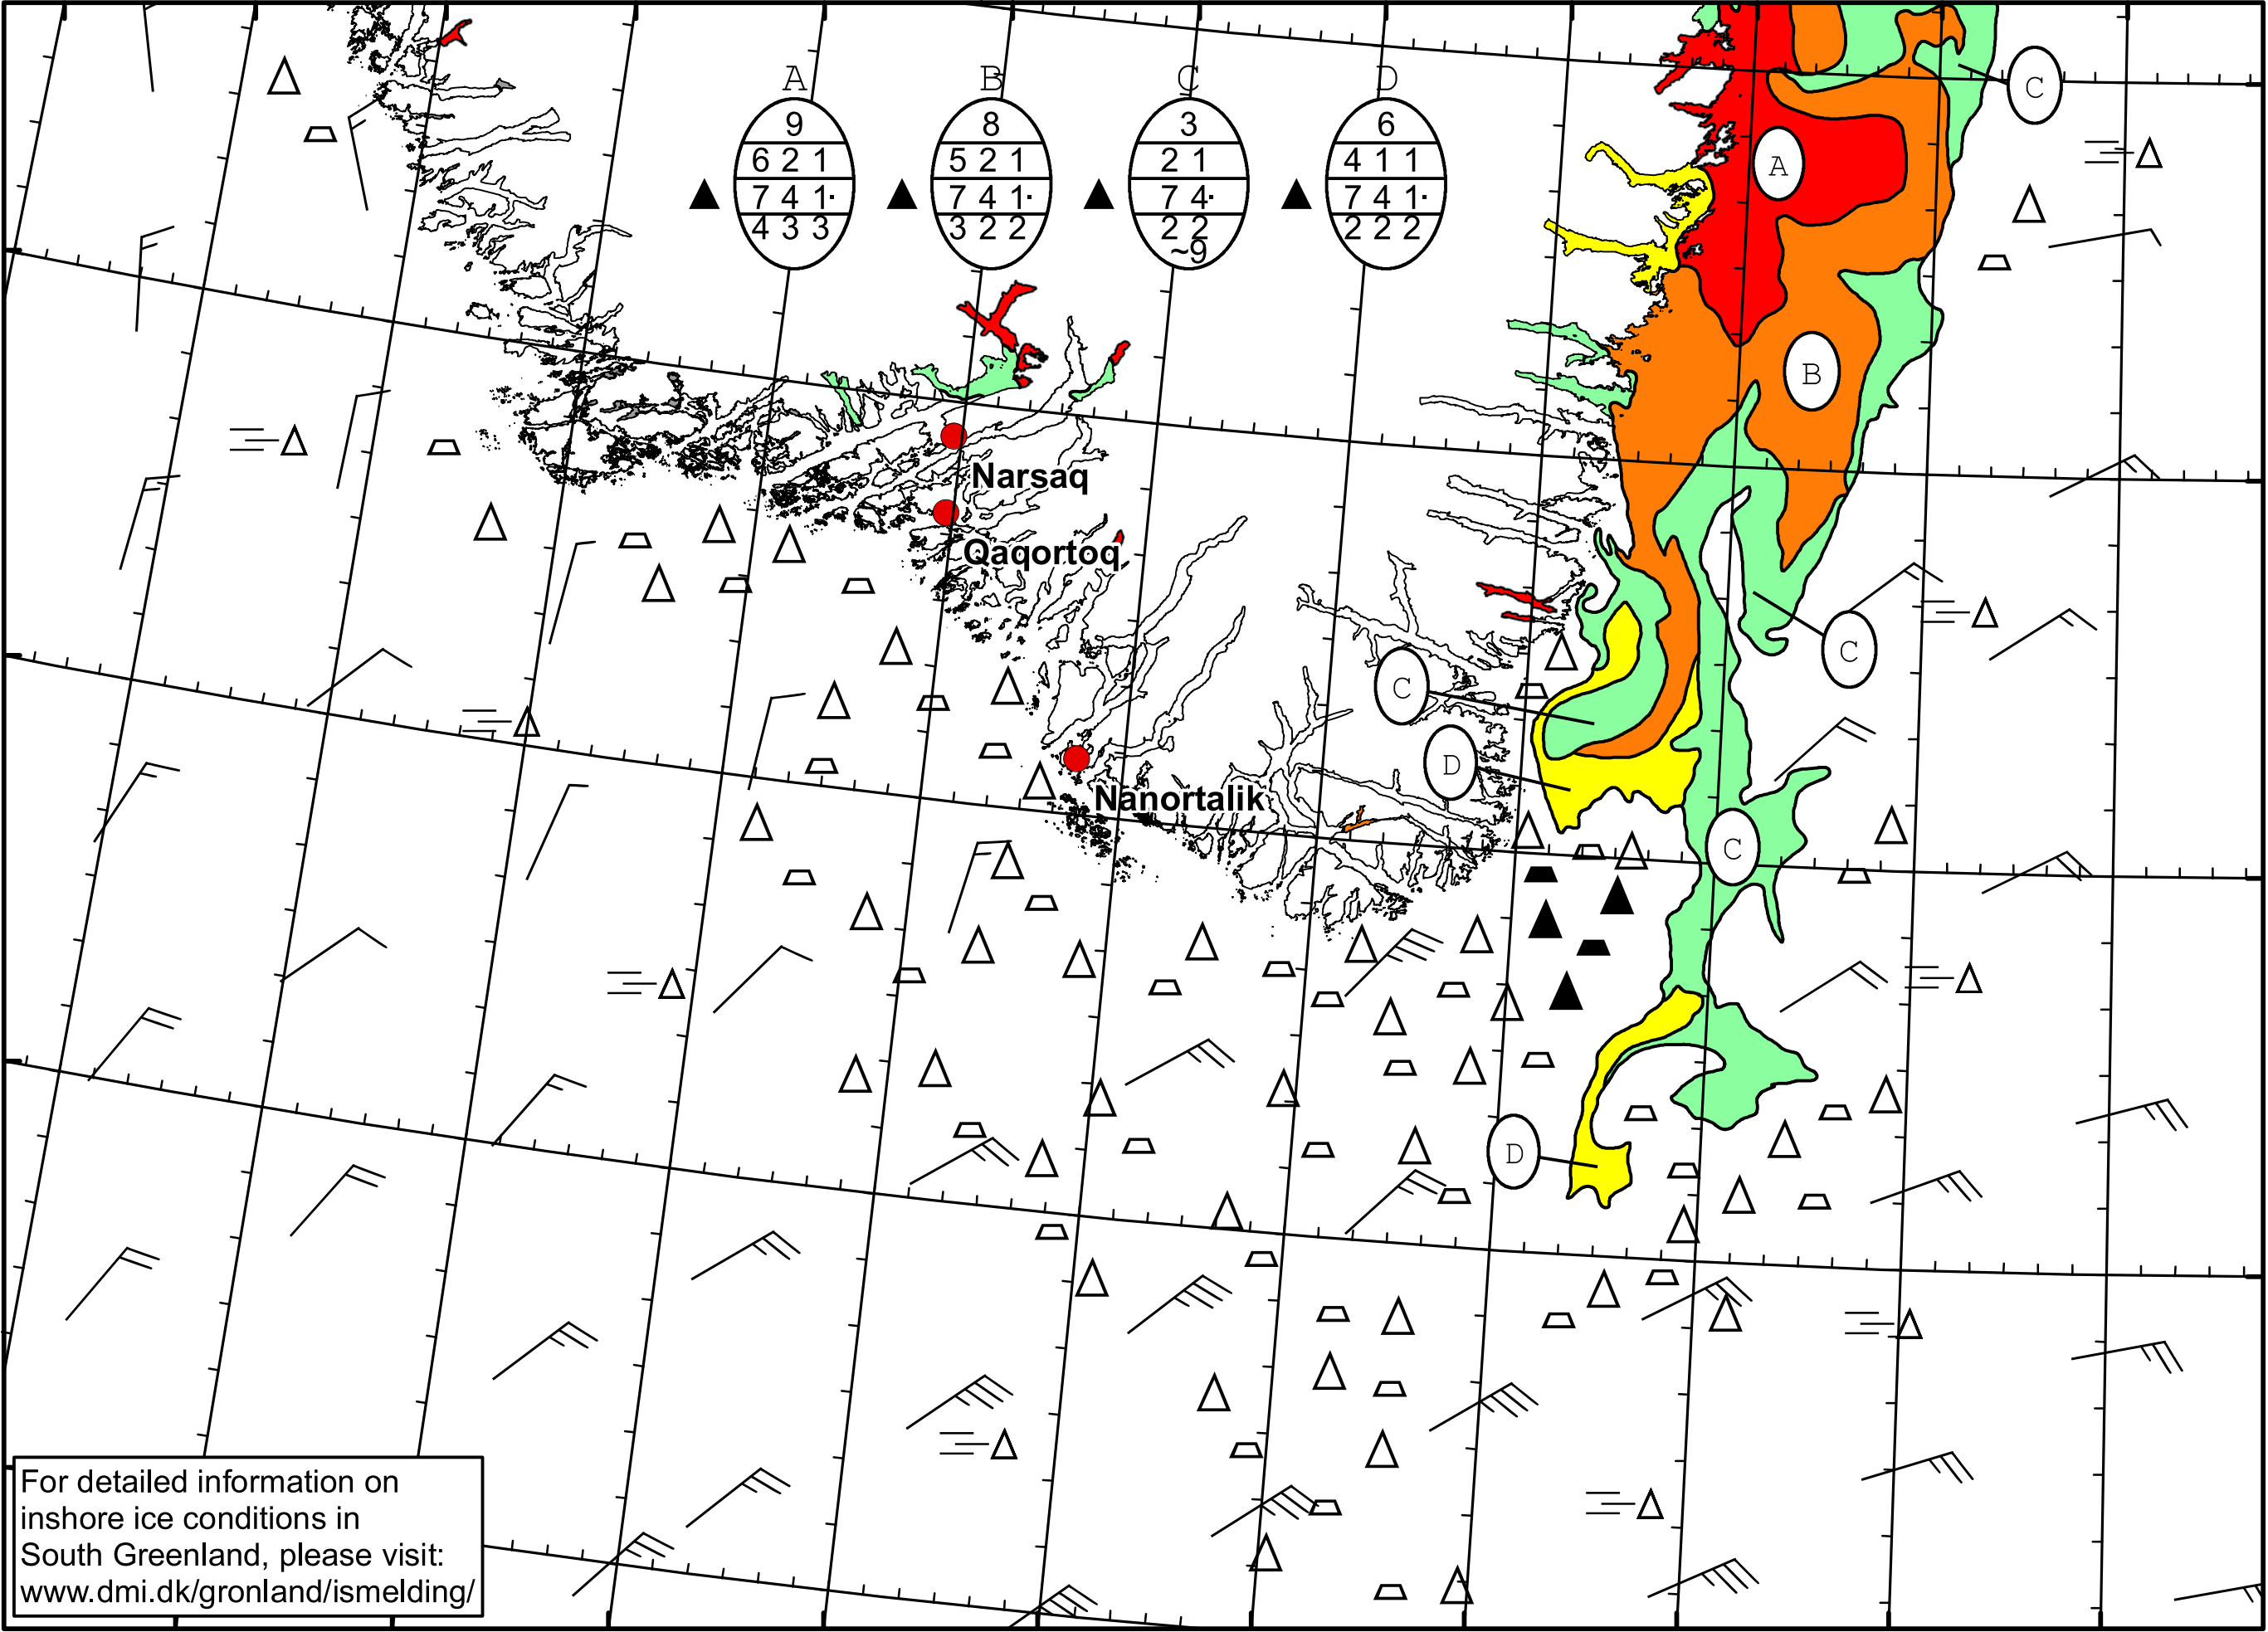 A B C D
9 8 3 6
6 2 1 5 2 1 2 1 4 1 1
7 4 1· 7 4 1· 7 4· 7 4 1·
4 3 3 3 2 2 2 2 2 2 2
~9
C
A
B
Narsaq
Qaqortoq
C
C
D
Nanortalik
C
D
For detailed information on
inshore ice conditions in
South Greenland, please visit:
www.dmi.dk/gronland/ismelding/